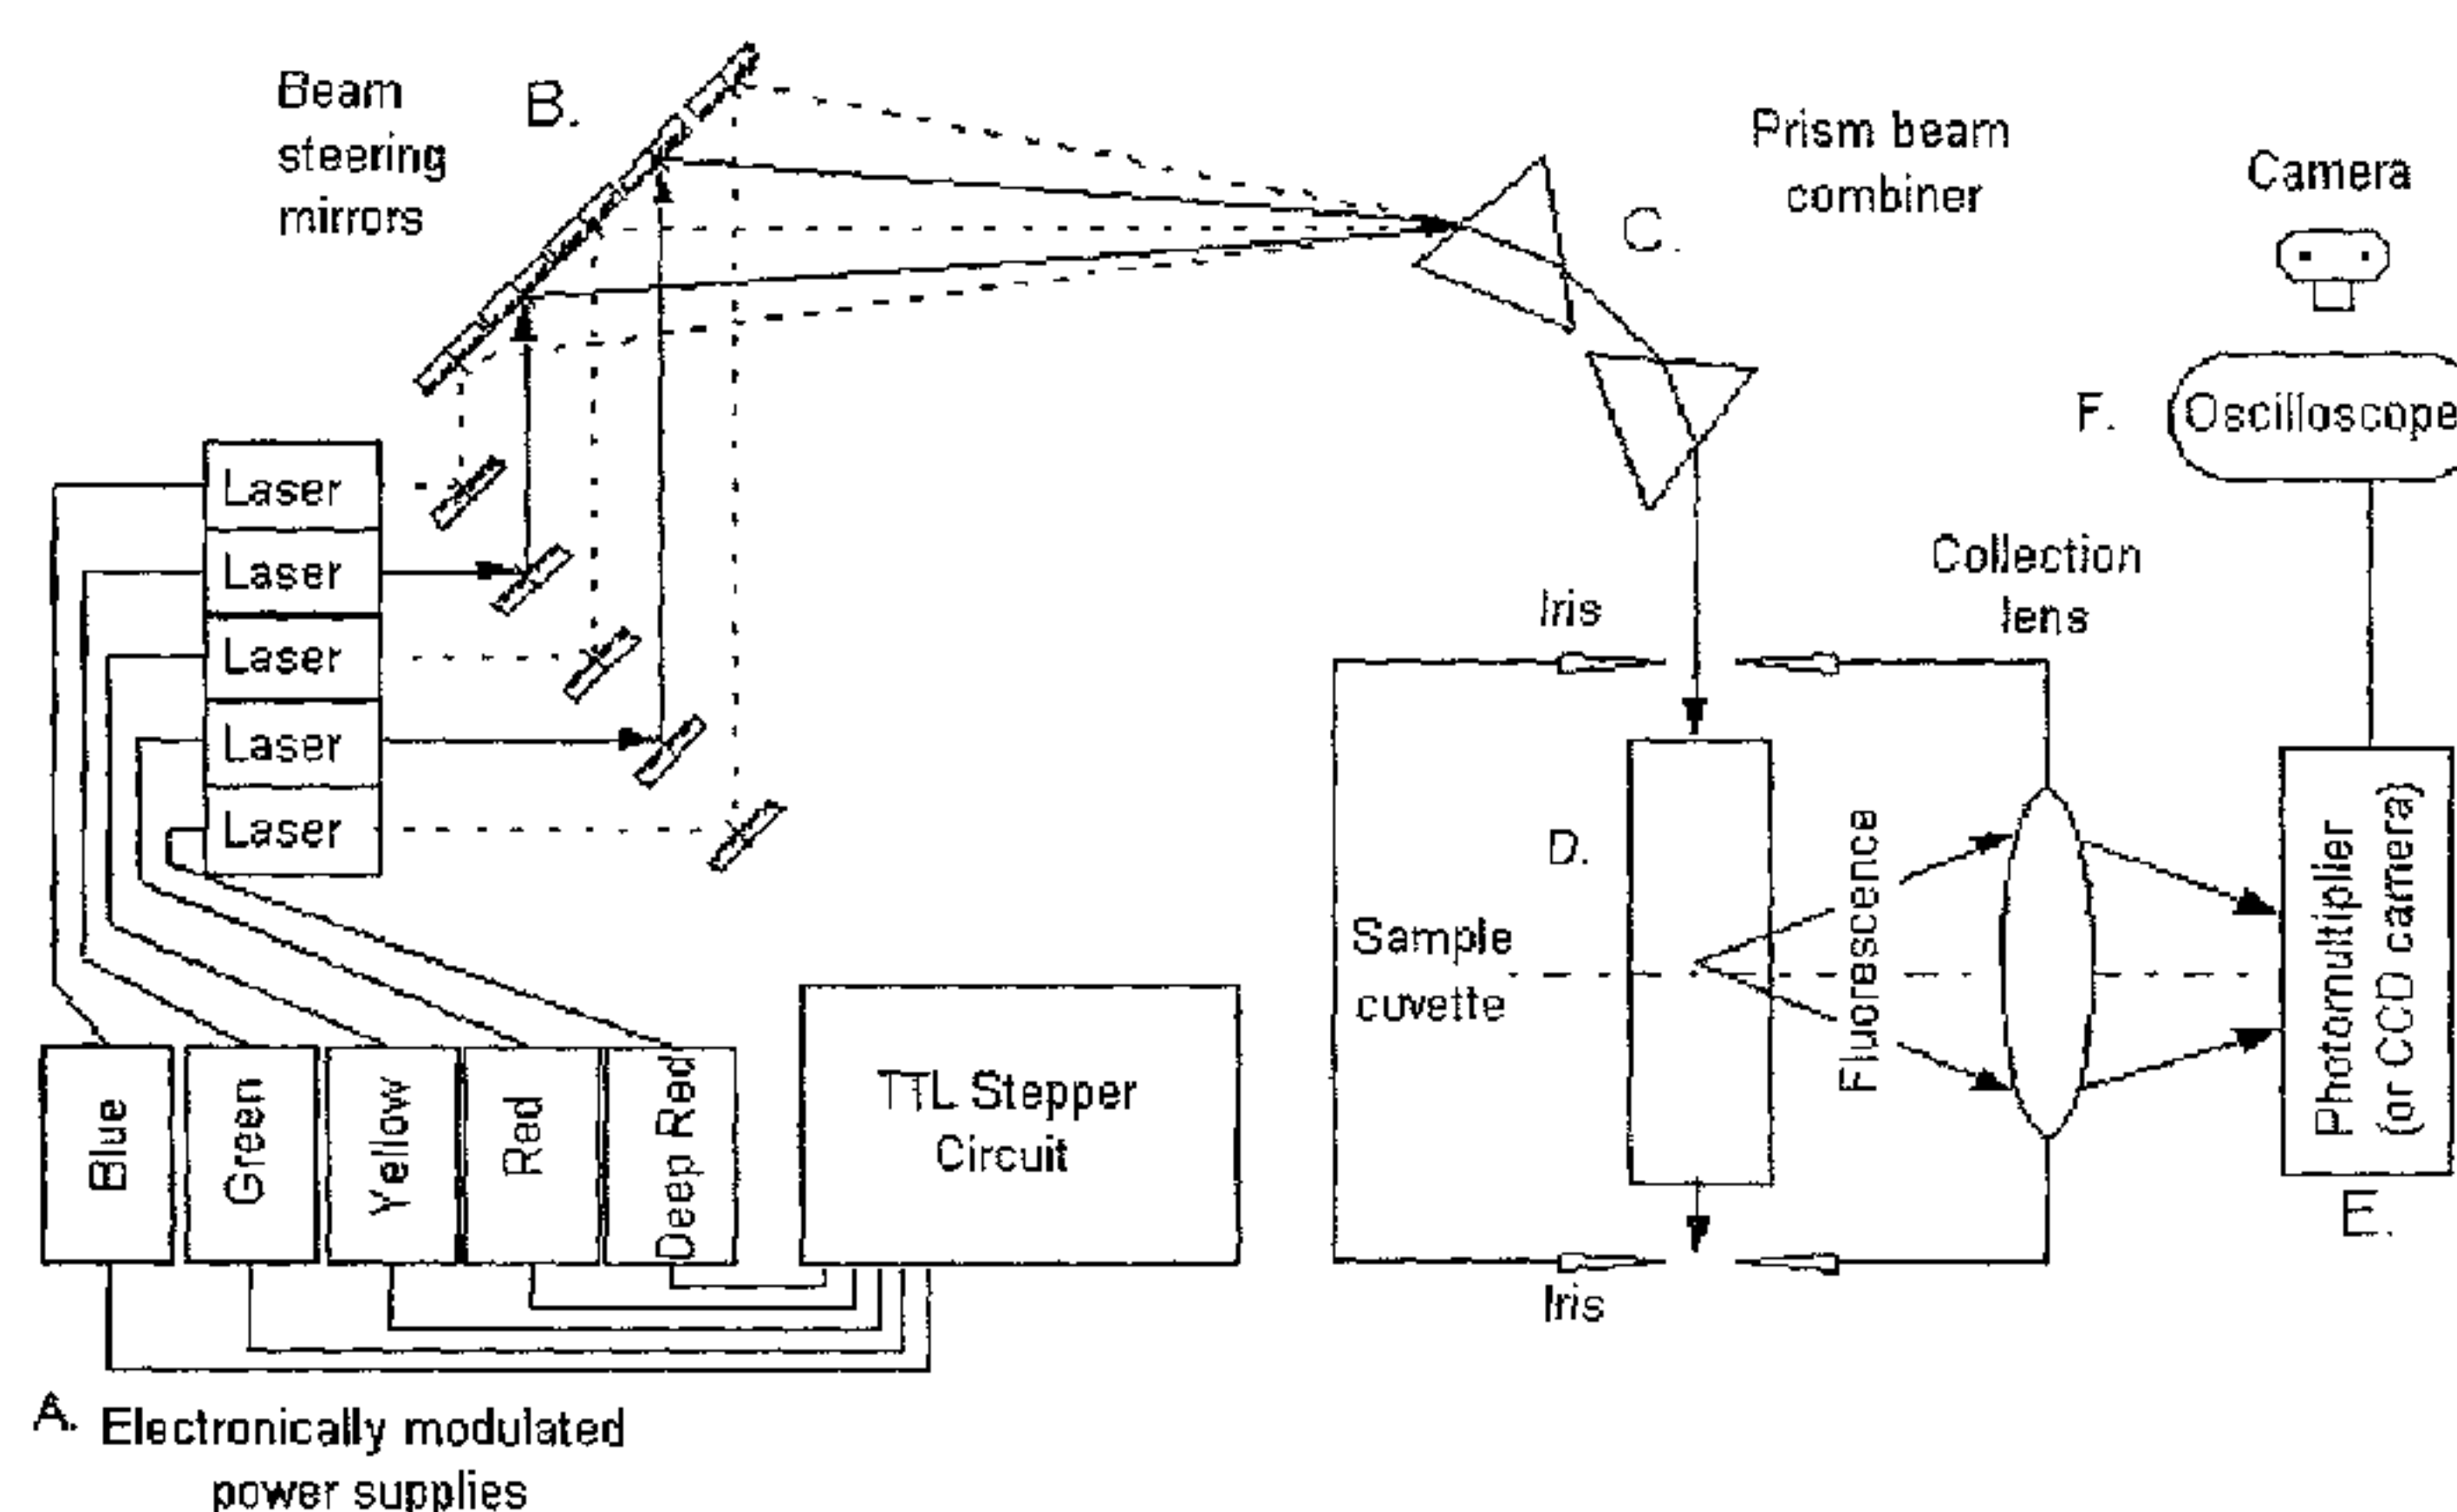 Beam
steering
mirrors
B.
Prism beam
combiner
C.
Camera
F.
Oscilloscope
Laser
Laser
Laser
Laser
Laser
Collection
lens
Iris
D.
Sample
cuvette
Fluorescence
Photomultiplier
(or CCD camera)
E.
Iris
Blue
Green
Yellow
Red
Deep Red
TTL Stepper
Circuit
A. Electronically modulated
power supplies